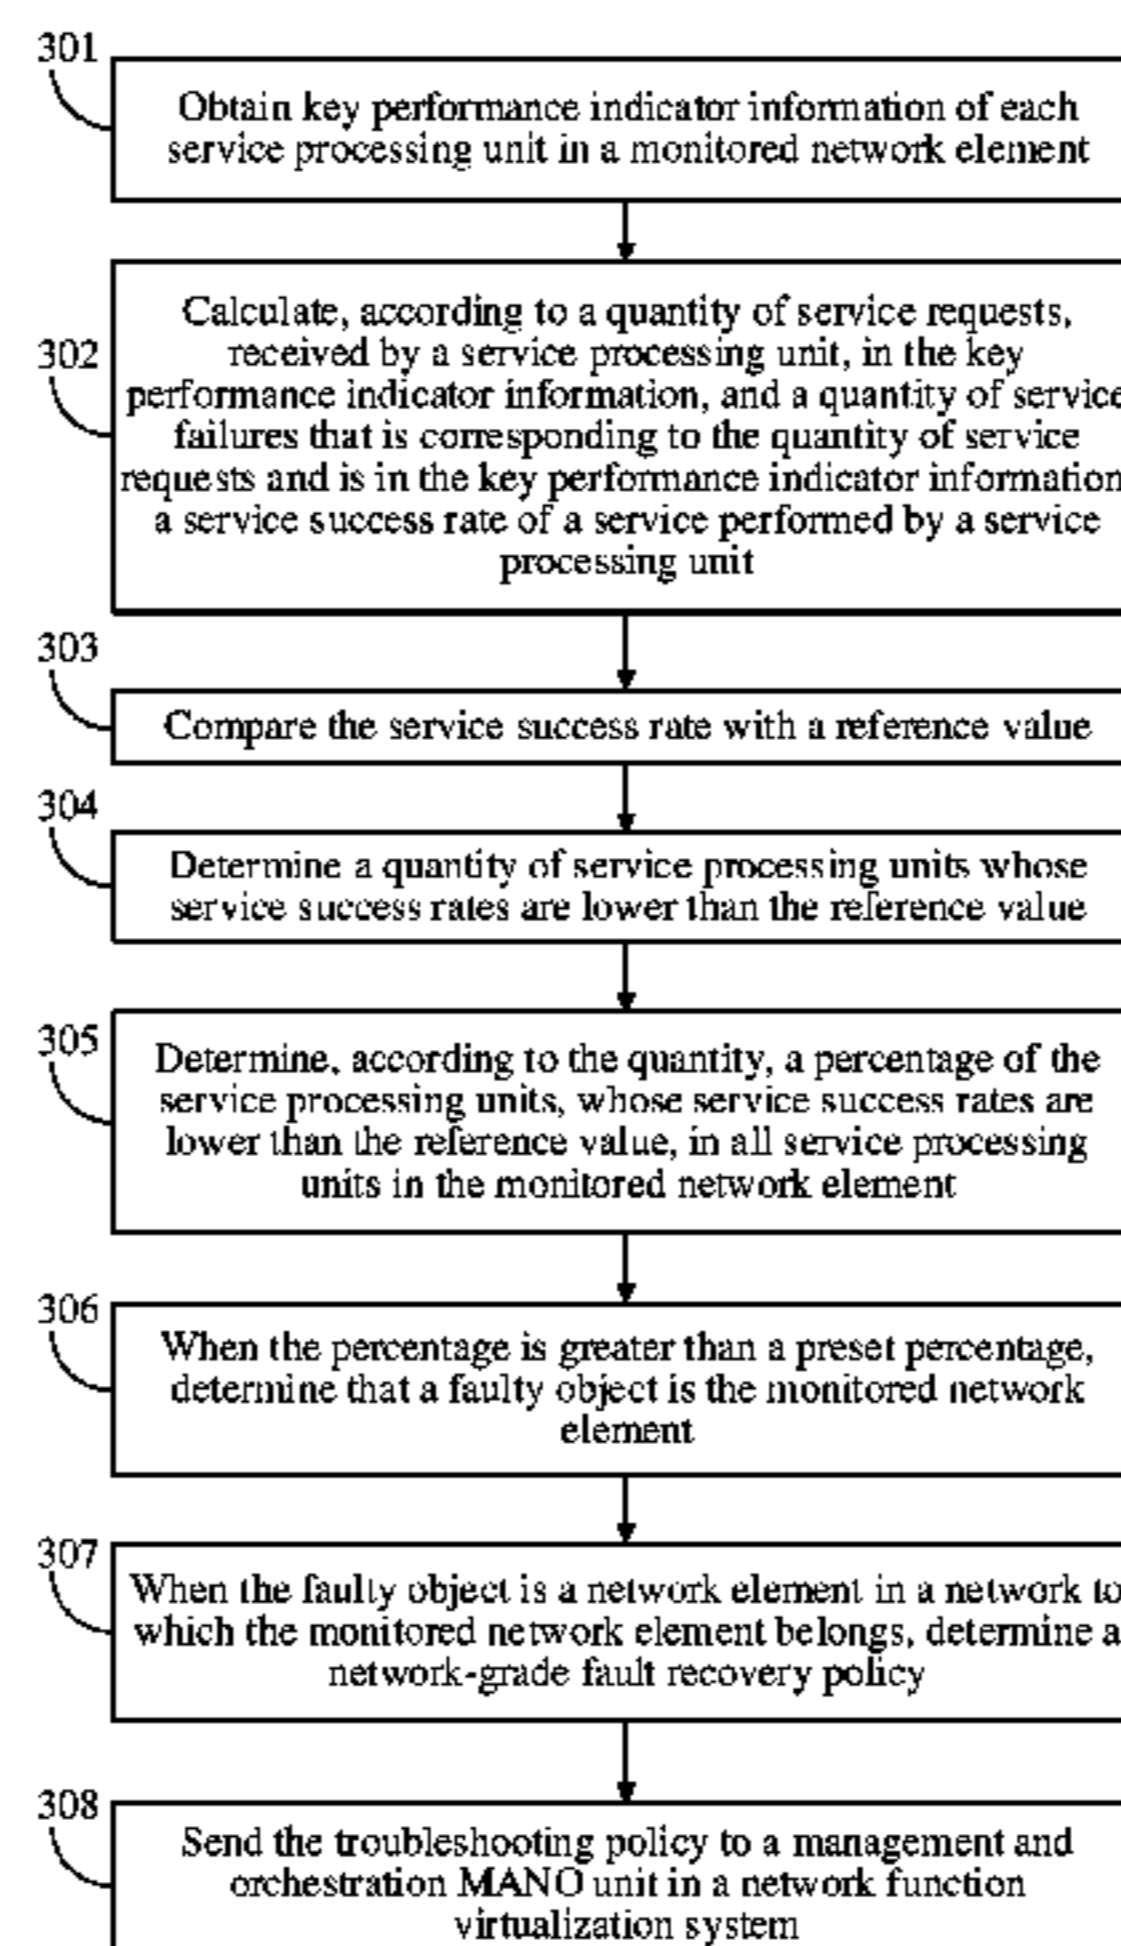 301
Obtain key performance indicator information of each
service processing unit in a monitored network element
302
Calculate, according to a quantity of service requests,
received by a service processing unit, in the key
performance indicator information, and a quantity of service
failures that is corresponding to the quantity of service
requests and is in the key performance indicator information
a service success rate of a service performed by a service
processing unit
303
Compare the service success rate with a reference value
304
Determine a quantity of service processing units whose
service success rates are lower than the reference value
305
Determine, according to the quantity, a percentage of the
service processing units, whose service success rates are
lower than the reference value, in all service processing
units in the monitored network element
306
When the percentage is greater than a preset percentage,
determine that a faulty object is the monitored network
element
307
When the faulty object is a network element in a network to
which the monitored network element belongs, determine a
network-grade fault recovery policy
308
Send the troubleshooting policy to a management and
orchestration MANO unit in a network function
virtualization system